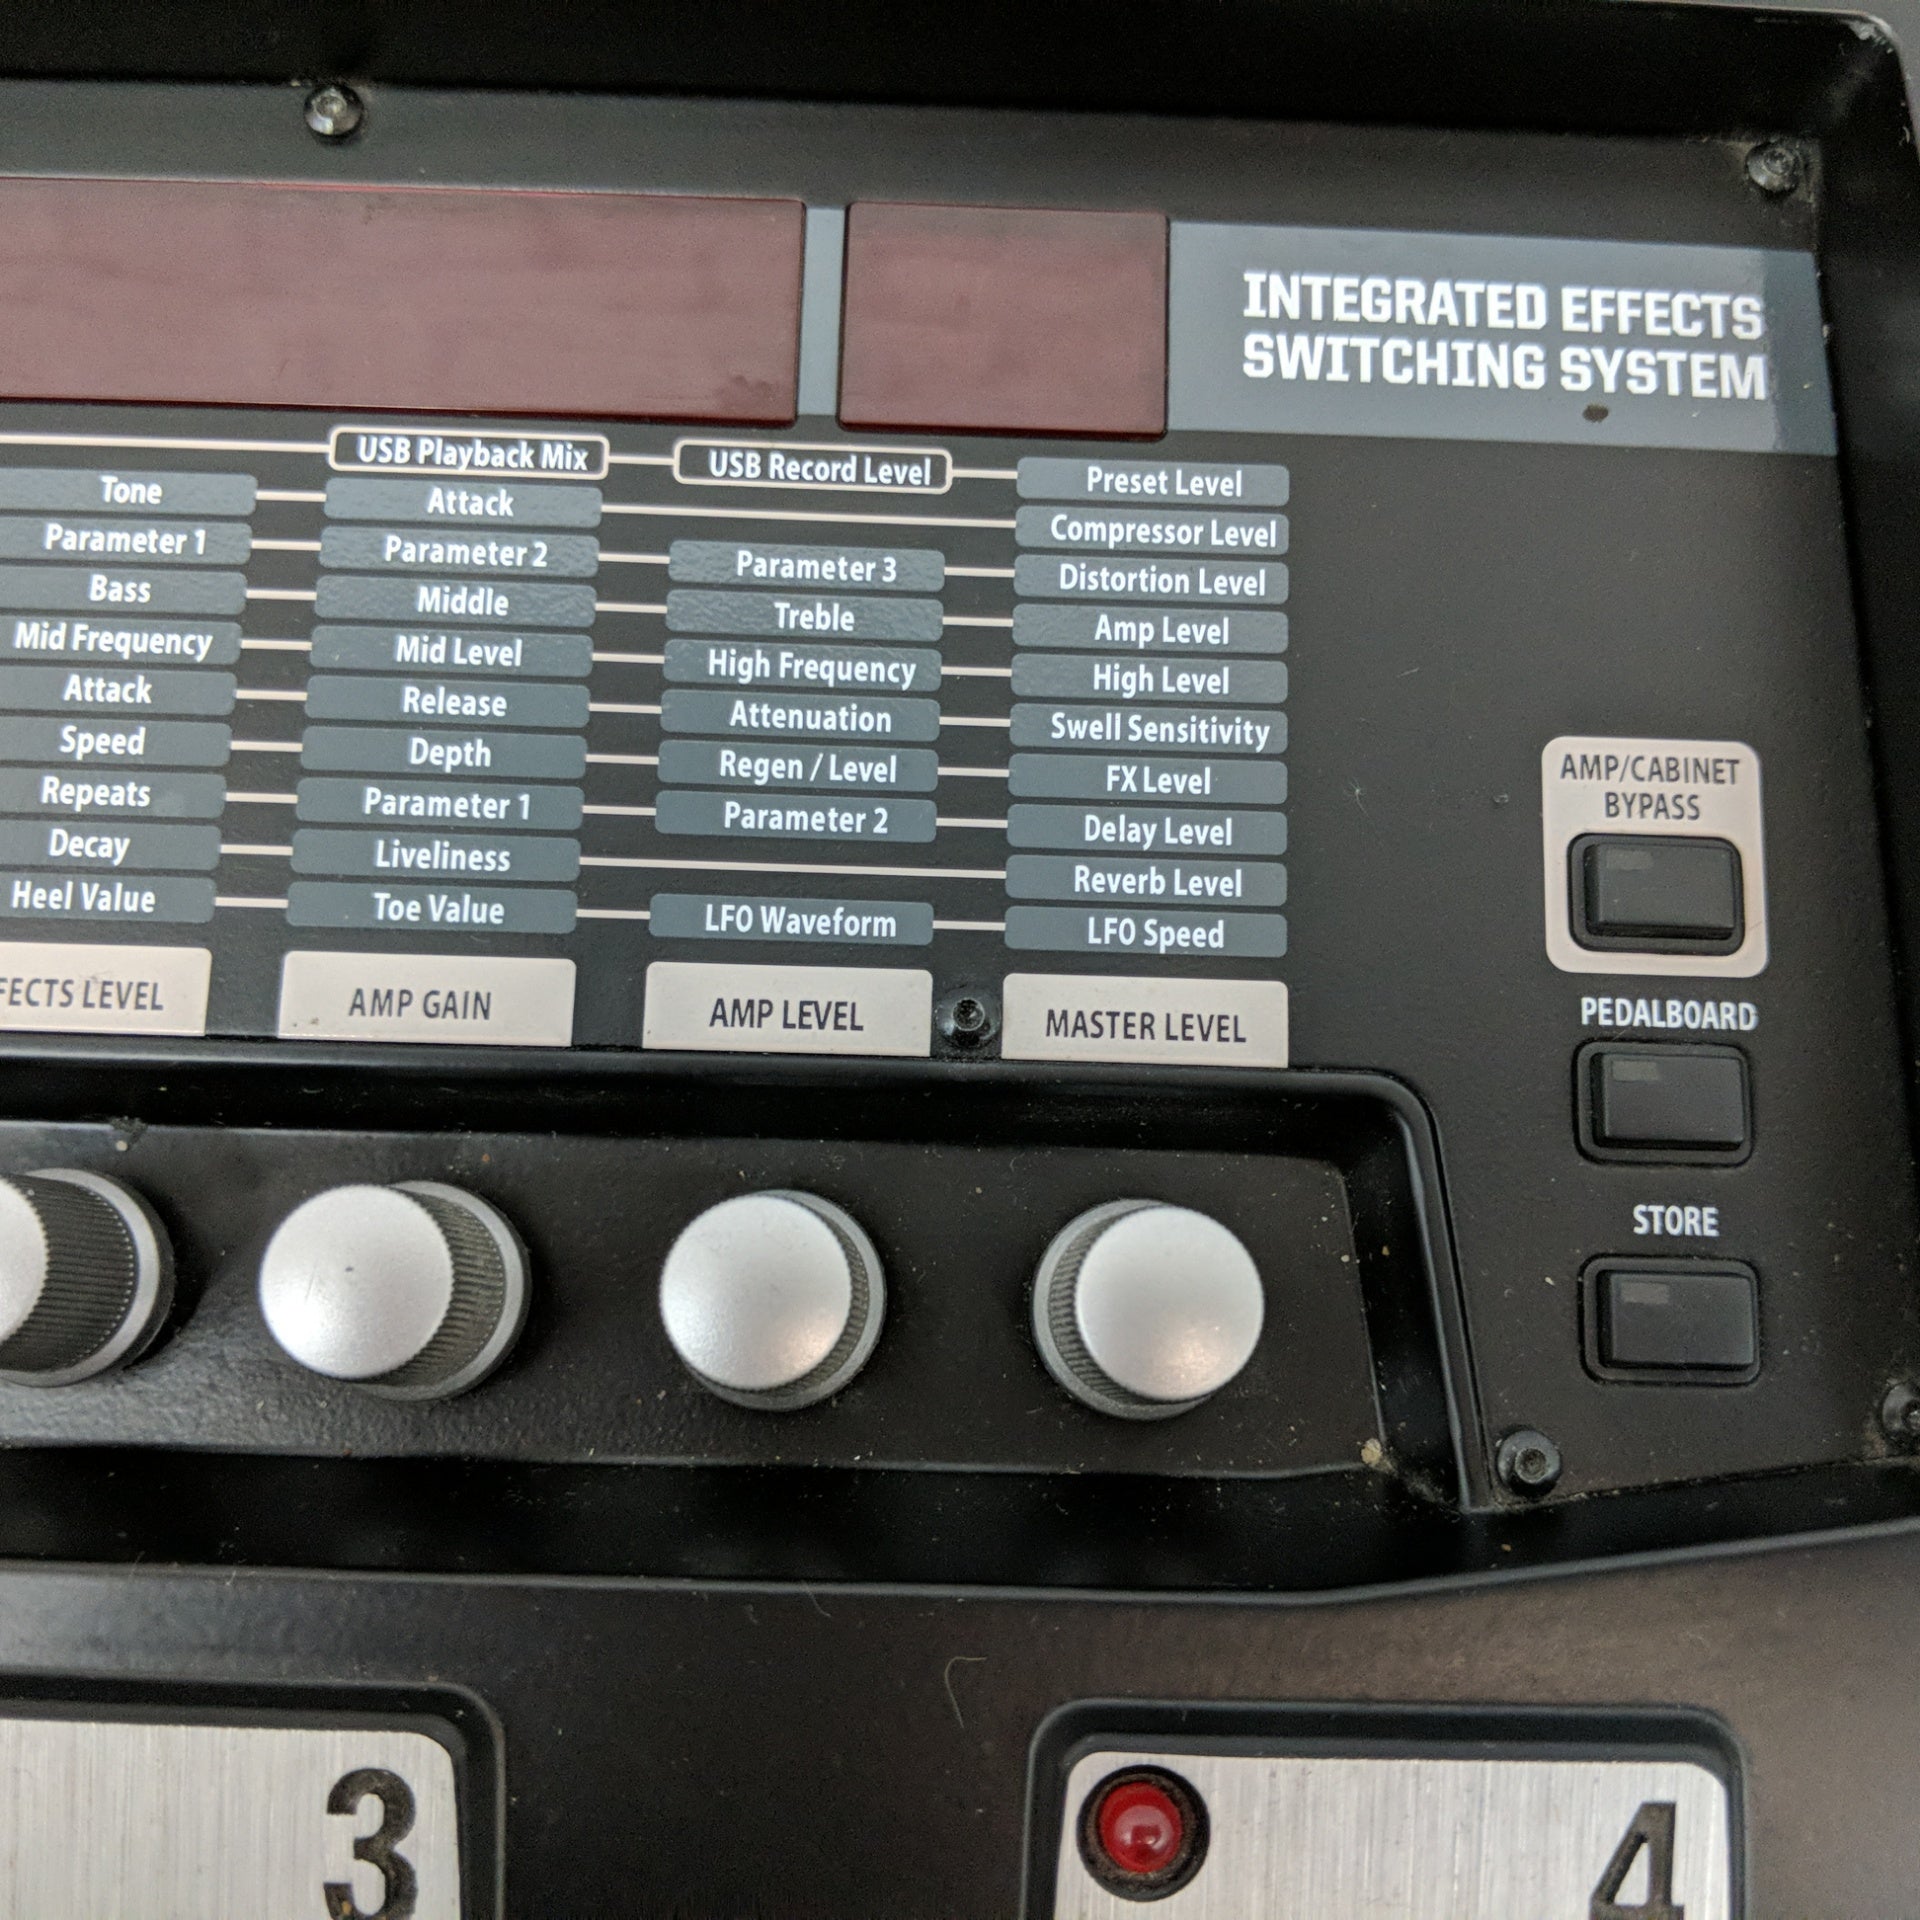 INTEGRATED EFFECTS
SWITCHING SYSTEM
USB Playback Mix USB Record Level Preset Level
Tone Attack Compressor Level
Parameter 1 Parameter 2 Parameter 3 Distortion Level
Bass Middle Treble Amp Level
Mid Frequency Mid Level High Frequency High Level
Attack Release Attenuation Swell Sensitivity
Speed Depth Regen / Level FX Level
Repeats Parameter 1 Parameter 2 Delay Level
Decay Liveliness Reverb Level
Heel Value Toe Value LFO Waveform LFO Speed
FECTS LEVEL AMP GAIN AMP LEVEL MASTER LEVEL
AMP/CABINET
BYPASS
PEDALBOARD
STORE
3
4